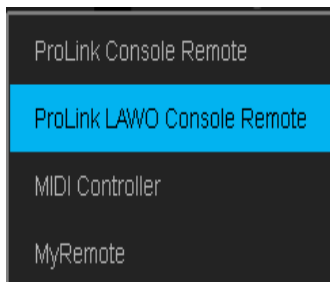 ProLink Console Remote
ProLink LAWO Console Remote
MIDI Controller
MyRemote